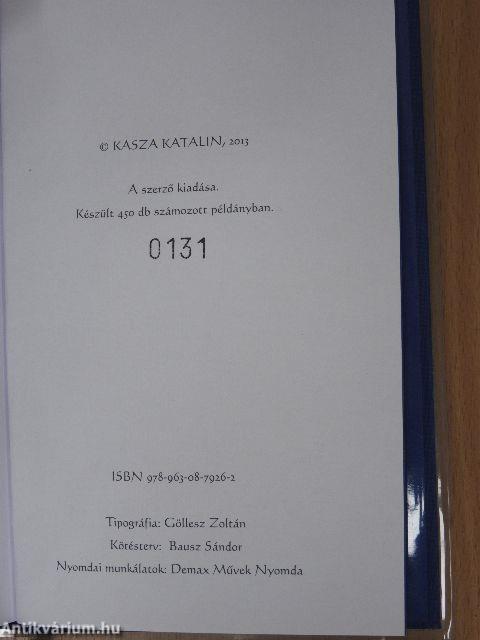 © KASZA KATALIN, 2013
A szerző kiadása.
Készült 450 db számozott példányban.
0131
ISBN 978-963-08-7926-2
Tipográfia: Göllesz Zoltán
Kötésterv: Bausz Sándor
Nyomdai munkálatok: Demax Művek Nyomda
Antikvárium.hu